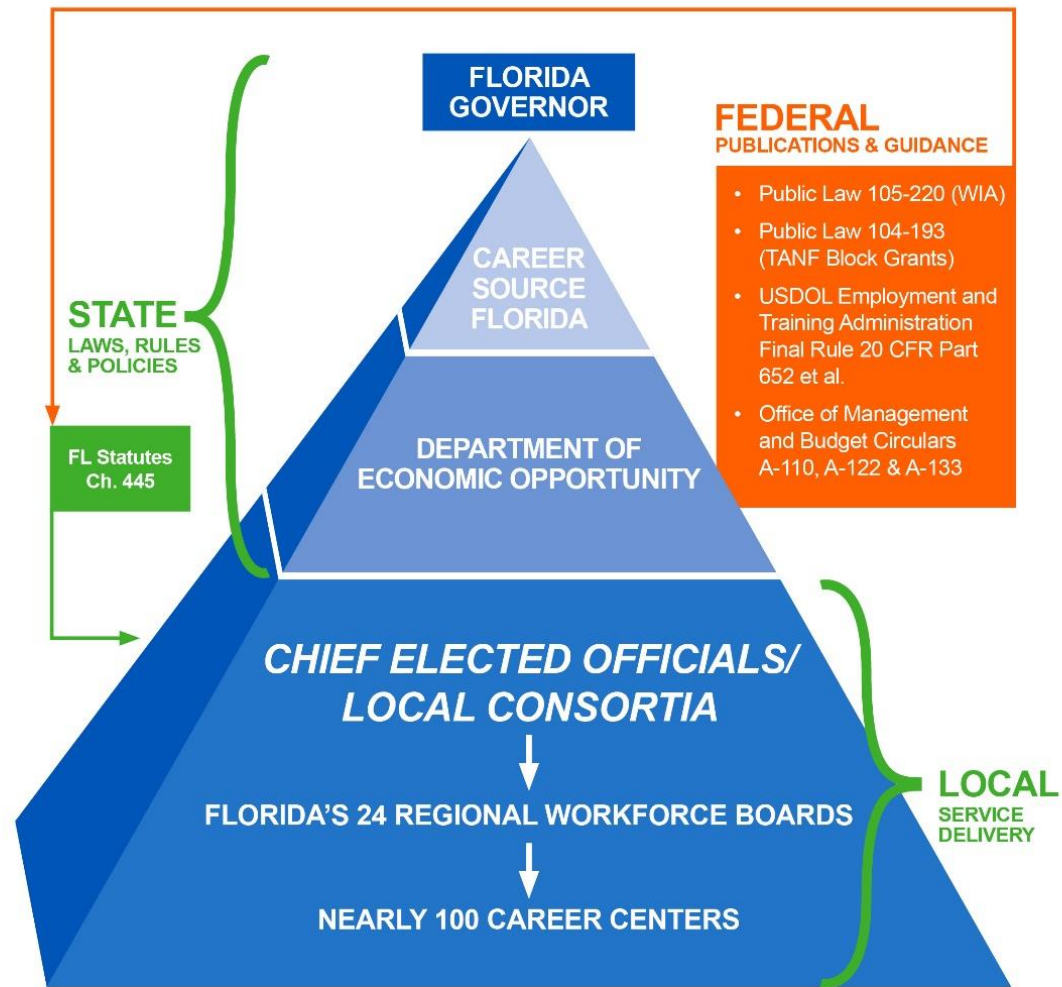 FLORIDA
GOVERNOR
FEDERAL
PUBLICATIONS & GUIDANCE
• Public Law 105-220 (WIA)
• Public Law 104-193
(TANF Block Grants)
• USDOL Employment and
Training Administration
Final Rule 20 CFR Part
652 et al.
• Office of Management
and Budget Circulars
A-110, A-122 & A-133
CAREER
SOURCE
FLORIDA
STATE
LAWS, RULES
& POLICIES
FL Statutes
Ch. 445
DEPARTMENT OF
ECONOMIC OPPORTUNITY
CHIEF ELECTED OFFICIALS/
LOCAL CONSORTIA
FLORIDA'S 24 REGIONAL WORKFORCE BOARDS
NEARLY 100 CAREER CENTERS
LOCAL
SERVICE
DELIVERY